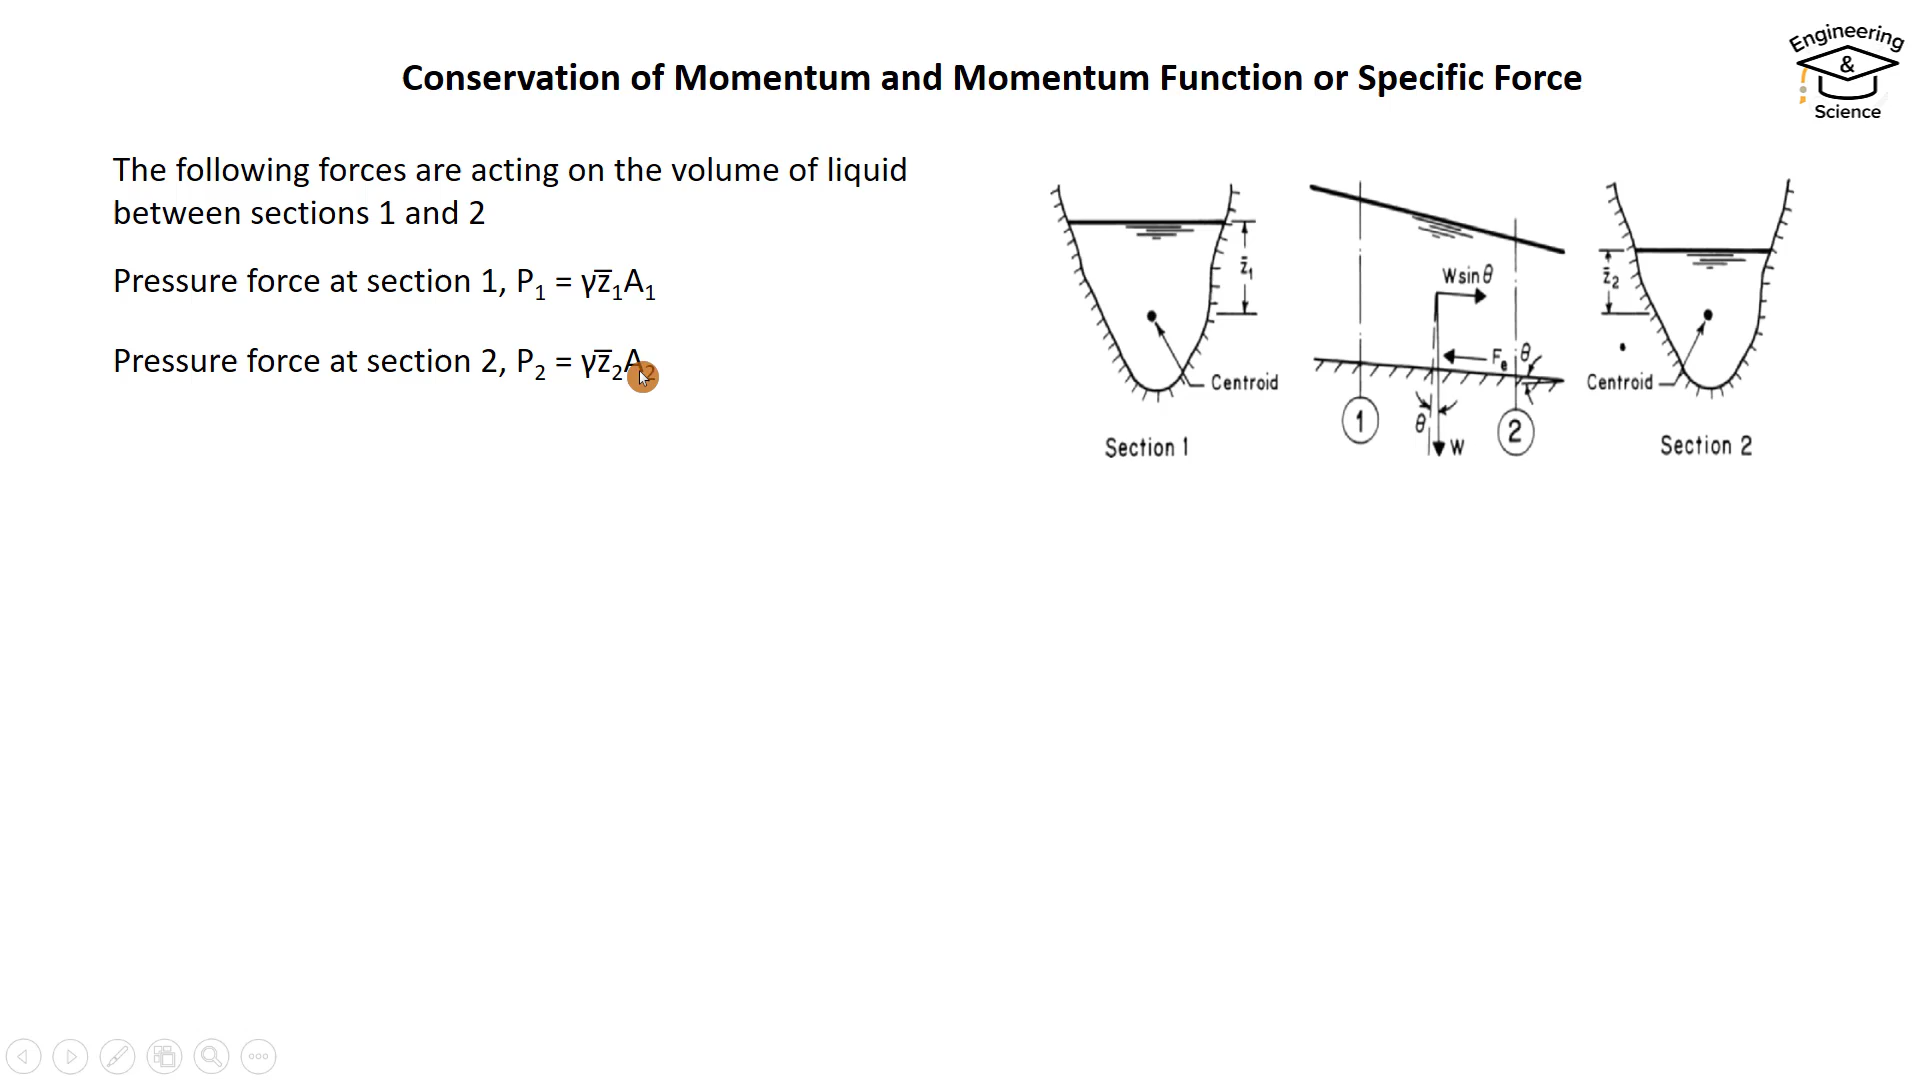 Engineering
&
Science
Conservation of Momentum and Momentum Function or Specific Force
The following forces are acting on the volume of liquid
between sections 1 and 2
Pressure force at section 1, P₁ = γz̅₁A₁
Pressure force at section 2, P₂ = γz̅₂A₂
z̅₁
Centroid
Section 1
W sin θ
Fₑ
θ
θ
W
1
2
z̅₂
Centroid
Section 2